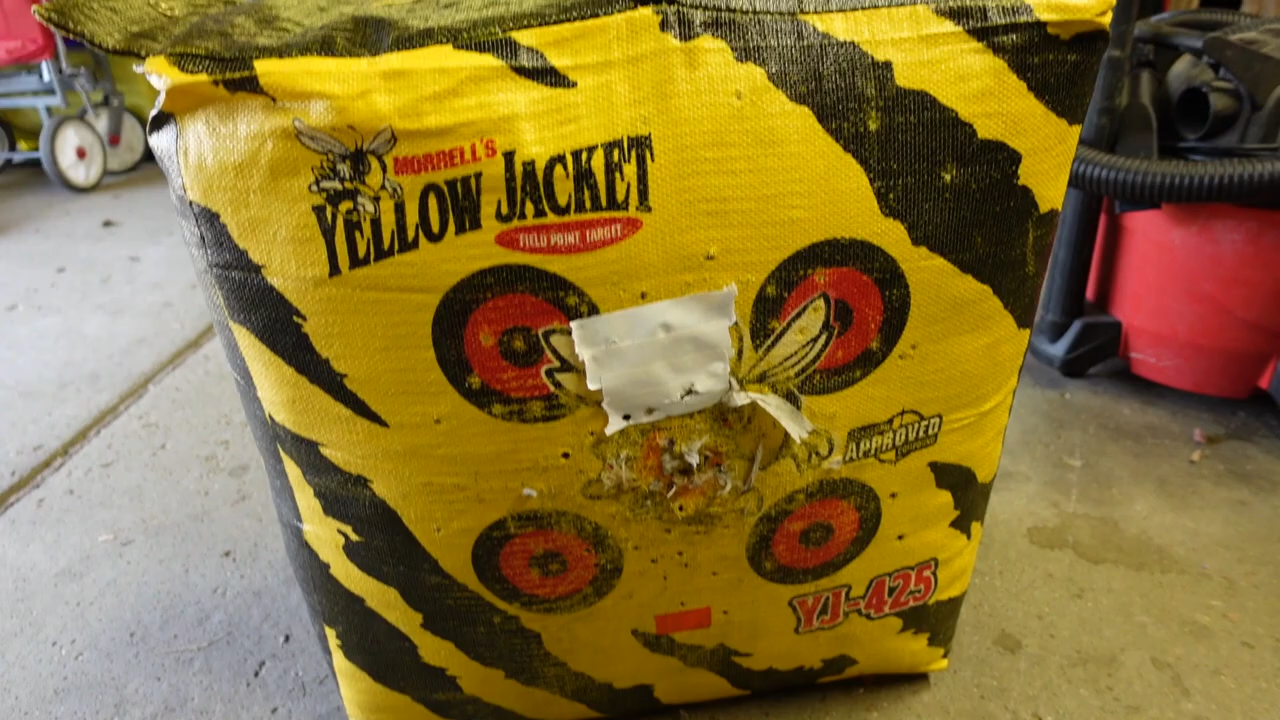 MORRELL'S
YELLOW JACKET
FIELD POINT TARGET
APPROVED
YJ-425